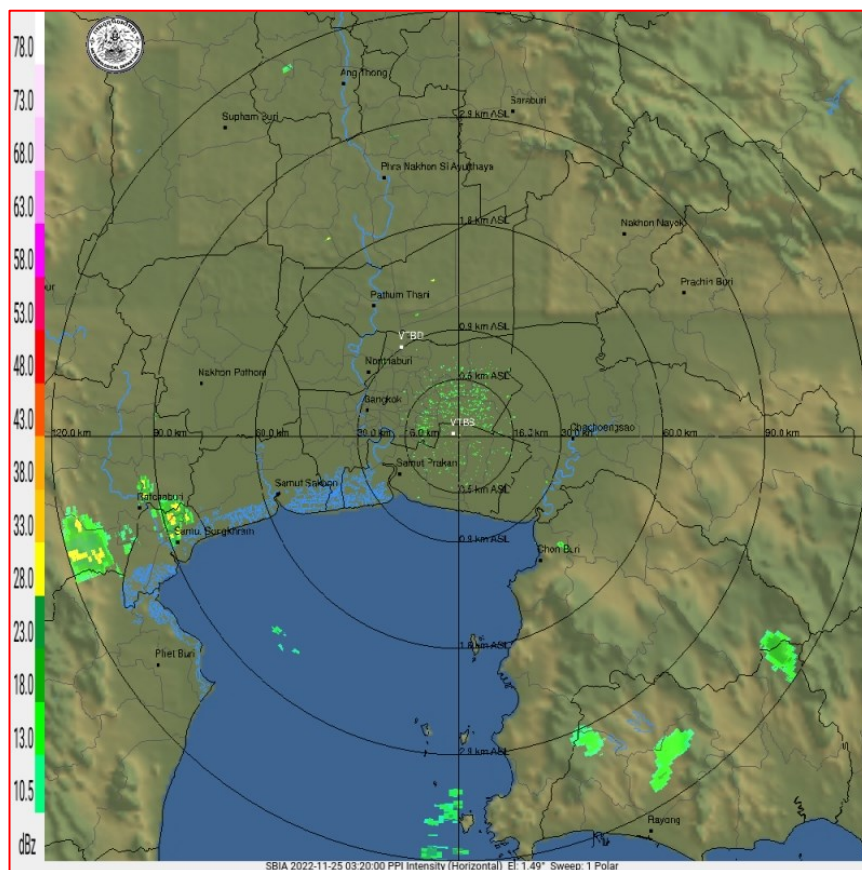 78.0
73.0
68.0
63.0
58.0
53.0
48.0
43.0
38.0
33.0
28.0
23.0
18.0
13.0
10.5
dBz
Ang Thong
Saraburi
Supham Buri
2.9 km ASL
Phra Nakhon Si Ayutthaya
1.8 km ASL
Nakhon Nayok
Prachin Buri
Pathum Thani
0.9 km ASL
VTBD
Nonthaburi
0.5 km ASL
Nakhon Pathom
Bangkok
VTBS
Chachoengsao
120.0 km
90.0 km
60.0 km
30.0 km
16.0 km
16.0 km
30.0 km
60.0 km
90.0 km
Samut Prakan
Samut Sakhon
0.5 km ASL
Ratchaburi
Samut Songkhram
0.9 km ASL
Chon Buri
1.8 km ASL
Phet Buri
2.9 km ASL
Rayong
SBIA 2022-11-25 03:20:00 PPI Intensity (Horizontal) El: 1.49° Sweep: 1 Polar